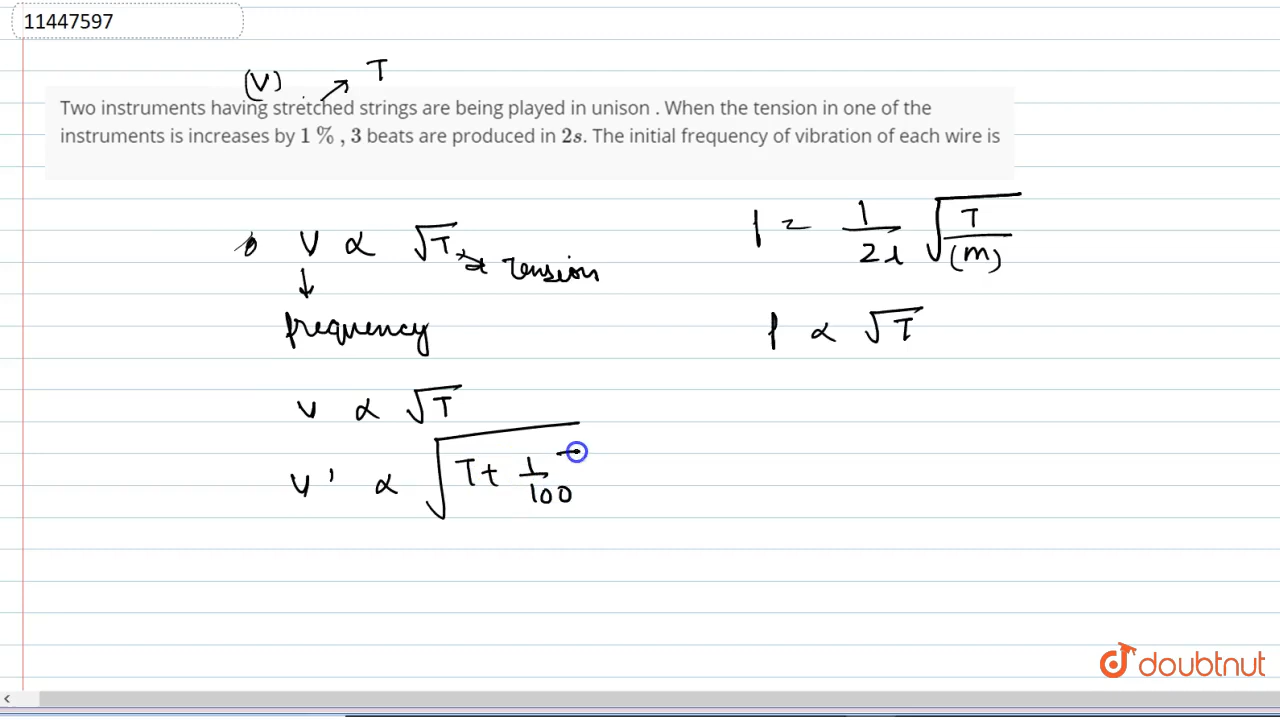 11447597
(v) T
Two instruments having stretched strings are being played in unison . When the tension in one of the
instruments is increases by 1 % , 3 beats are produced in 2s. The initial frequency of vibration of each wire is
v ∝ √T → Tension
frequency
v ∝ √T
v' ∝ √(T + 1/100
f = 1/2l √(T/(m))
f ∝ √T
doubtnut